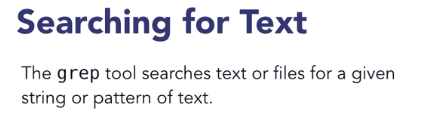 Searching for Text
The grep tool searches text or files for a given
string or pattern of text.